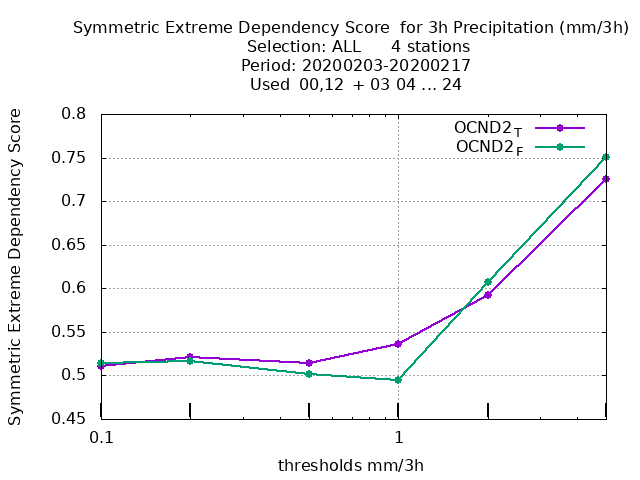 Symmetric Extreme Dependency Score  for 3h Precipitation (mm/3h)
Selection: ALL      4 stations
Period: 20200203-20200217
Used  00,12  + 03 04 ... 24
Symmetric Extreme Dependency Score
0.8
0.75
0.7
0.65
0.6
0.55
0.5
0.45
OCND2T
OCND2F
0.1
1
thresholds mm/3h